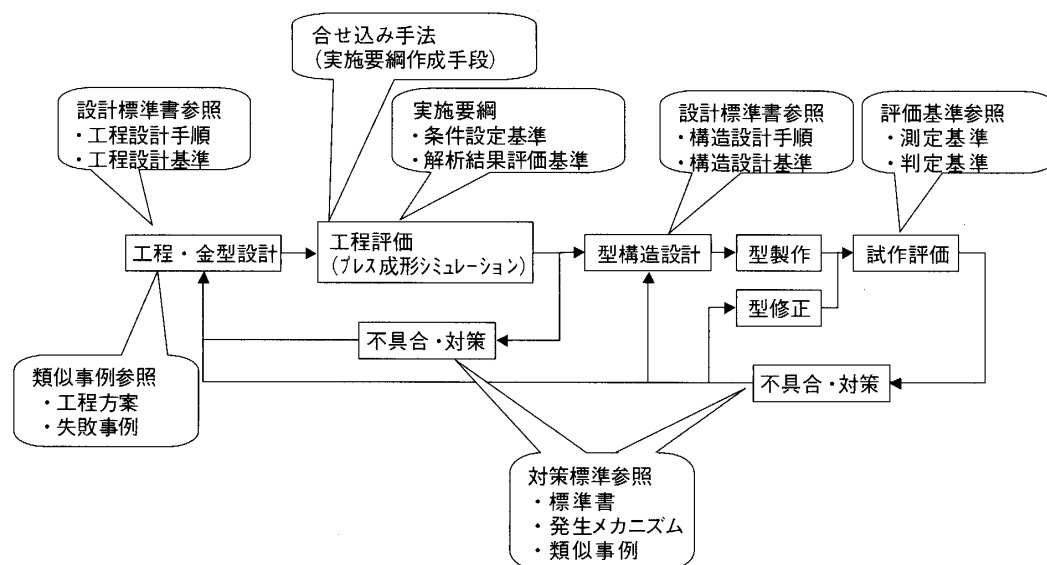 合せ込み手法
(実施要綱作成手段)
設計標準書参照
・工程設計手順
・工程設計基準
実施要綱
・条件設定基準
・解析結果評価基準
設計標準書参照
・構造設計手順
・構造設計基準
評価基準参照
・測定基準
・判定基準
工程・金型設計
工程評価
(プレス成形シミュレーション)
型構造設計
型製作
試作評価
型修正
不具合・対策
不具合・対策
類似事例参照
・工程方案
・失敗事例
対策標準参照
・標準書
・発生メカニズム
・類似事例